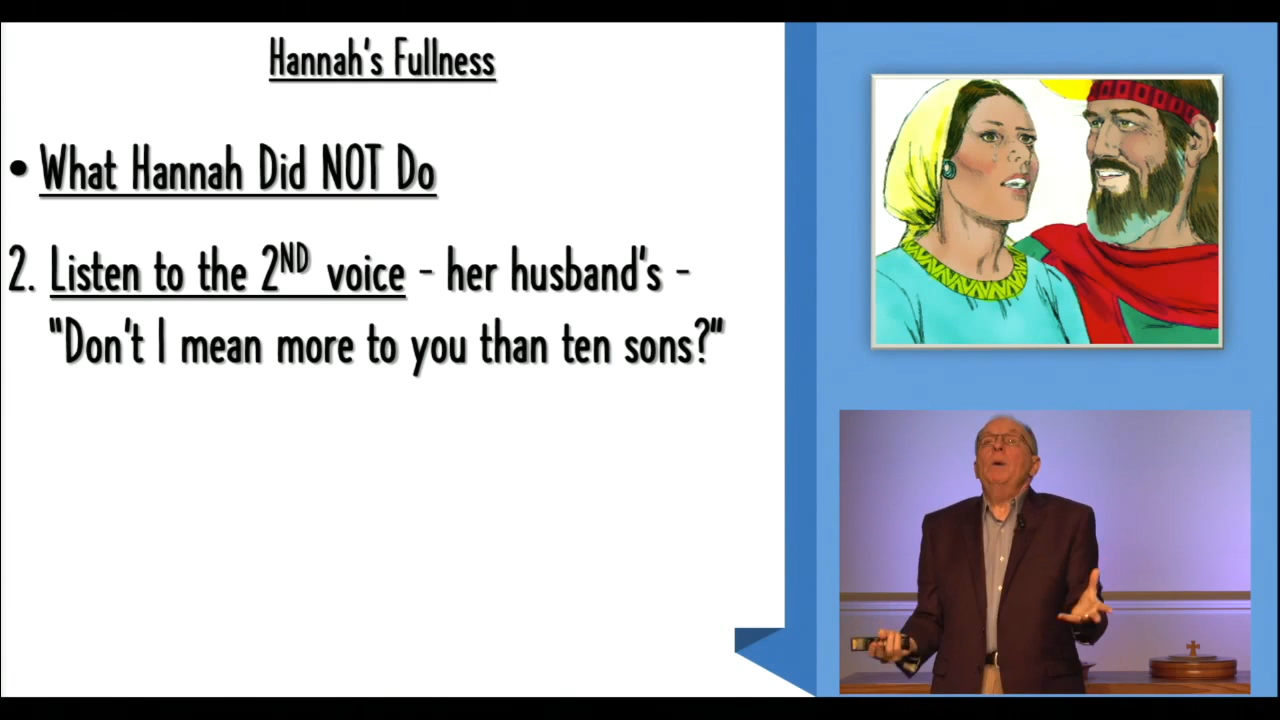 Hannah's Fullness
• What Hannah Did NOT Do
2. Listen to the 2ND voice - her husband's -
"Don't I mean more to you than ten sons?"